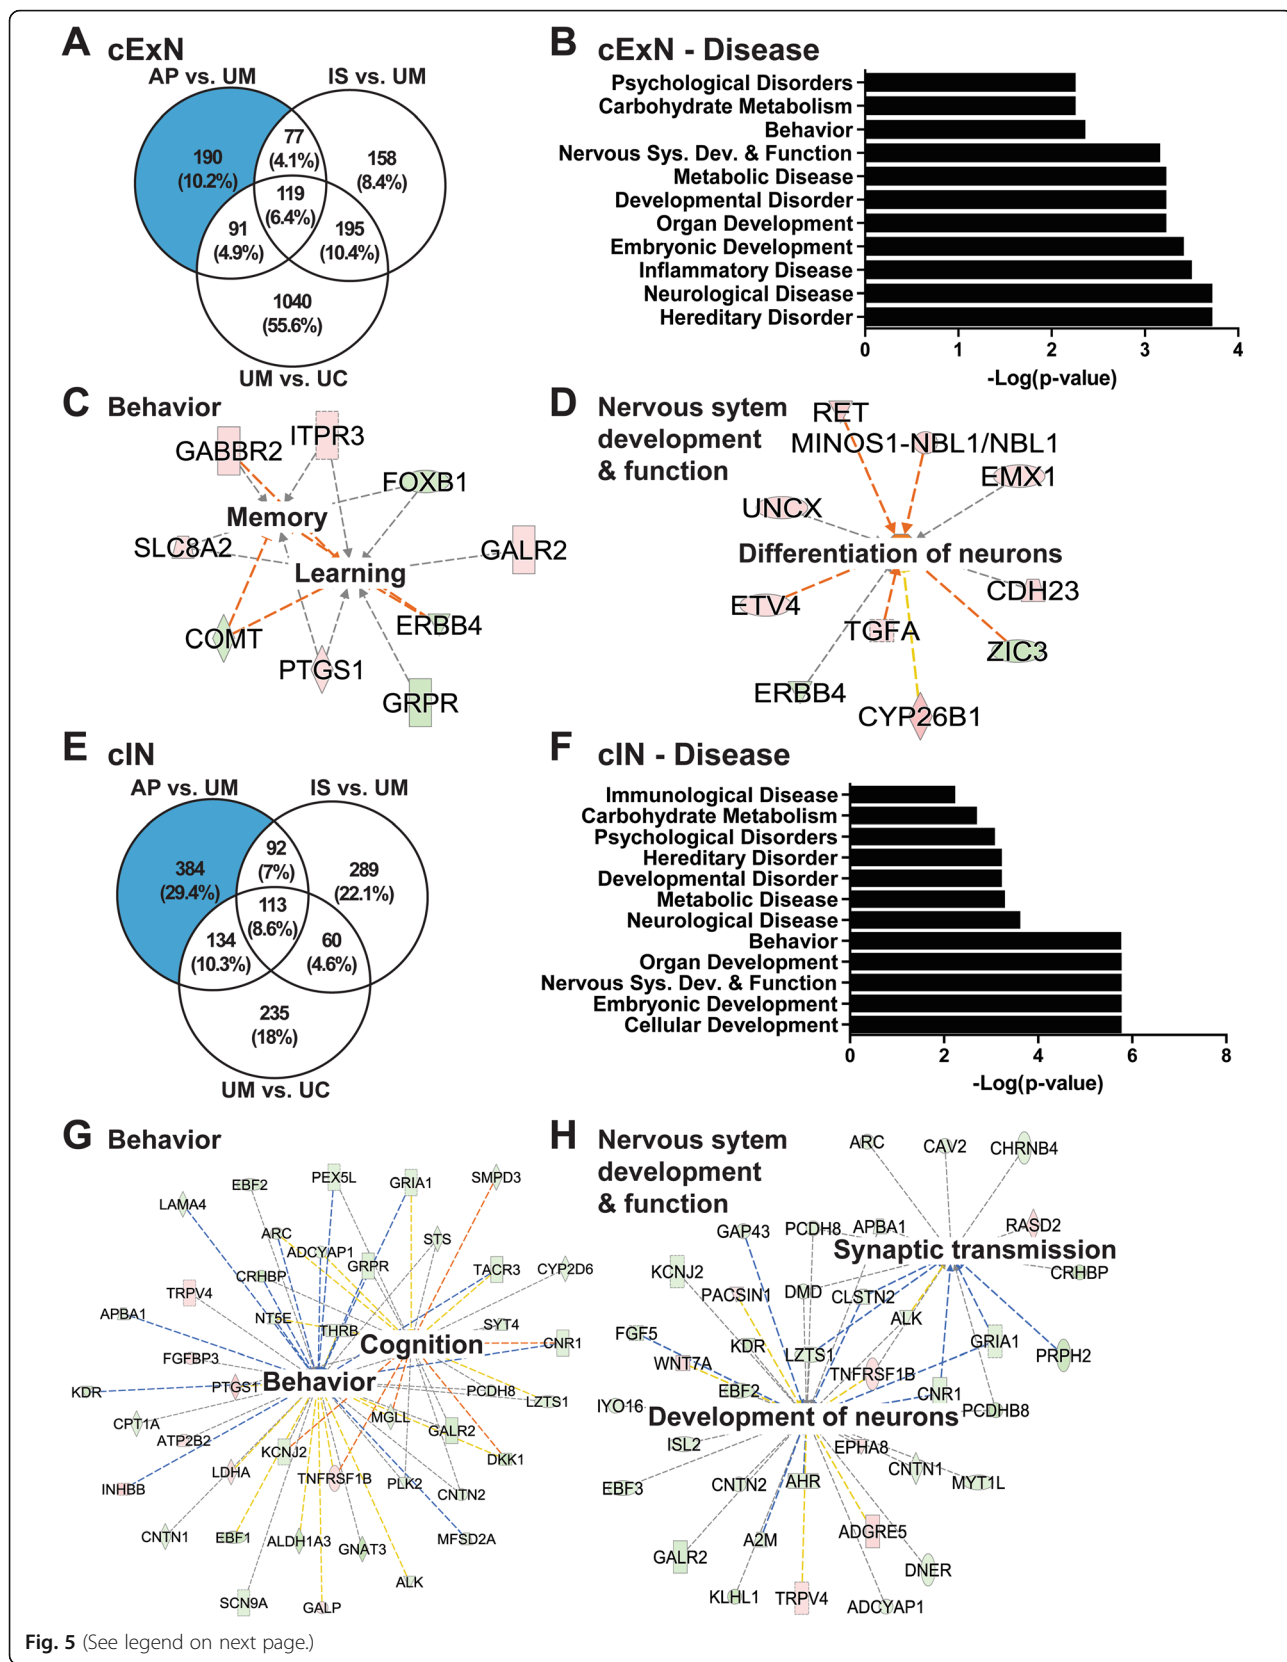 A cExN
AP vs. UM
IS vs. UM
190
(10.2%)
77
(4.1%)
158
(8.4%)
119
(6.4%)
91
(4.9%)
195
(10.4%)
1040
(55.6%)
UM vs. UC
B cExN - Disease
Psychological Disorders
Carbohydrate Metabolism
Behavior
Nervous Sys. Dev. & Function
Metabolic Disease
Developmental Disorder
Organ Development
Embryonic Development
Inflammatory Disease
Neurological Disease
Hereditary Disorder
0 1 2 3 4
-Log(p-value)
C Behavior
GABBR2
ITPR3
FOXB1
Memory
SLC8A2
GALR2
Learning
COMT
ERBB4
PTGS1
GRPR
D Nervous sytem
development
& function
RET
MINOS1-NBL1/NBL1
EMX1
UNCX
Differentiation of neurons
CDH23
ETV4
TGFA
ZIC3
ERBB4
CYP26B1
E cIN
AP vs. UM
IS vs. UM
384
(29.4%)
92
(7%)
289
(22.1%)
113
(8.6%)
134
(10.3%)
60
(4.6%)
235
(18%)
UM vs. UC
F cIN - Disease
Immunological Disease
Carbohydrate Metabolism
Psychological Disorders
Hereditary Disorder
Developmental Disorder
Metabolic Disease
Neurological Disease
Behavior
Organ Development
Nervous Sys. Dev. & Function
Embryonic Development
Cellular Development
0 2 4 6 8
-Log(p-value)
G Behavior
PEX5L
GRIA1
SMPD3
EBF2
LAMA4
ARC
STS
ADCYAP1
GRPR
TACR3
CYP2D6
CRHBP
TRPV4
APBA1
NT5E
THRB
SYT4
Cognition
CNR1
FGFBP3
Behavior
PTGS1
KDR
PCDH8
LZTS1
CPT1A
MGLL
GALR2
ATP2B2
KCNJ2
DKK1
LDHA
TNFRSF1B
PLK2
INHBB
CNTN2
CNTN1
EBF1
ALDH1A3
GNAT3
MFSD2A
ALK
SCN9A
GALP
H Nervous sytem
development
& function
ARC
CAV2
CHRNB4
GAP43
PCDH8
APBA1
RASD2
Synaptic transmission
KCNJ2
CRHBP
PACSIN1
DMD
CLSTN2
ALK
FGF5
KDR
GRIA1
LZTS1
PRPH2
WNT7A
TNFRSF1B
EBF2
CNR1
IYO16
PCDHB8
Development of neurons
ISL2
EPHA8
CNTN1
EBF3
CNTN2
AHR
MYT1L
A2M
ADGRE5
GALR2
DNER
KLHL1
TRPV4
ADCYAP1
Fig. 5 (See legend on next page.)